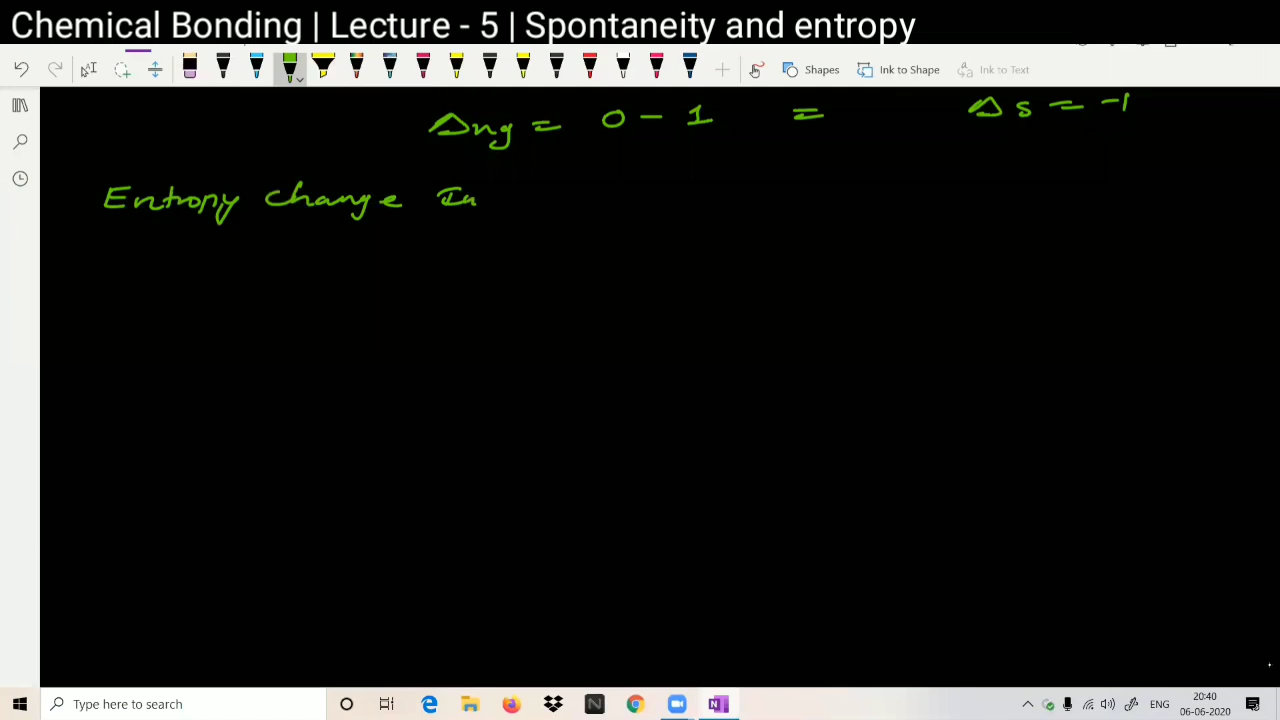 Chemical Bonding | Lecture - 5 | Spontaneity and entropy
Shapes
Ink to Shape
Ink to Text
Δng = 0 - 1 = Δs = -1
Entropy change In
Type here to search
ENG
20:40
06-06-2020